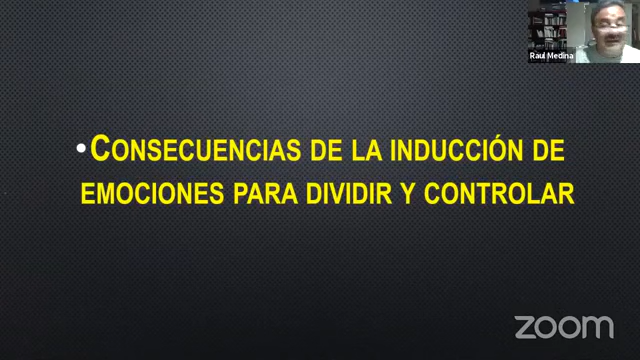 Raul Medina
•CONSECUENCIAS DE LA INDUCCIÓN DE
EMOCIONES PARA DIVIDIR Y CONTROLAR
zoom